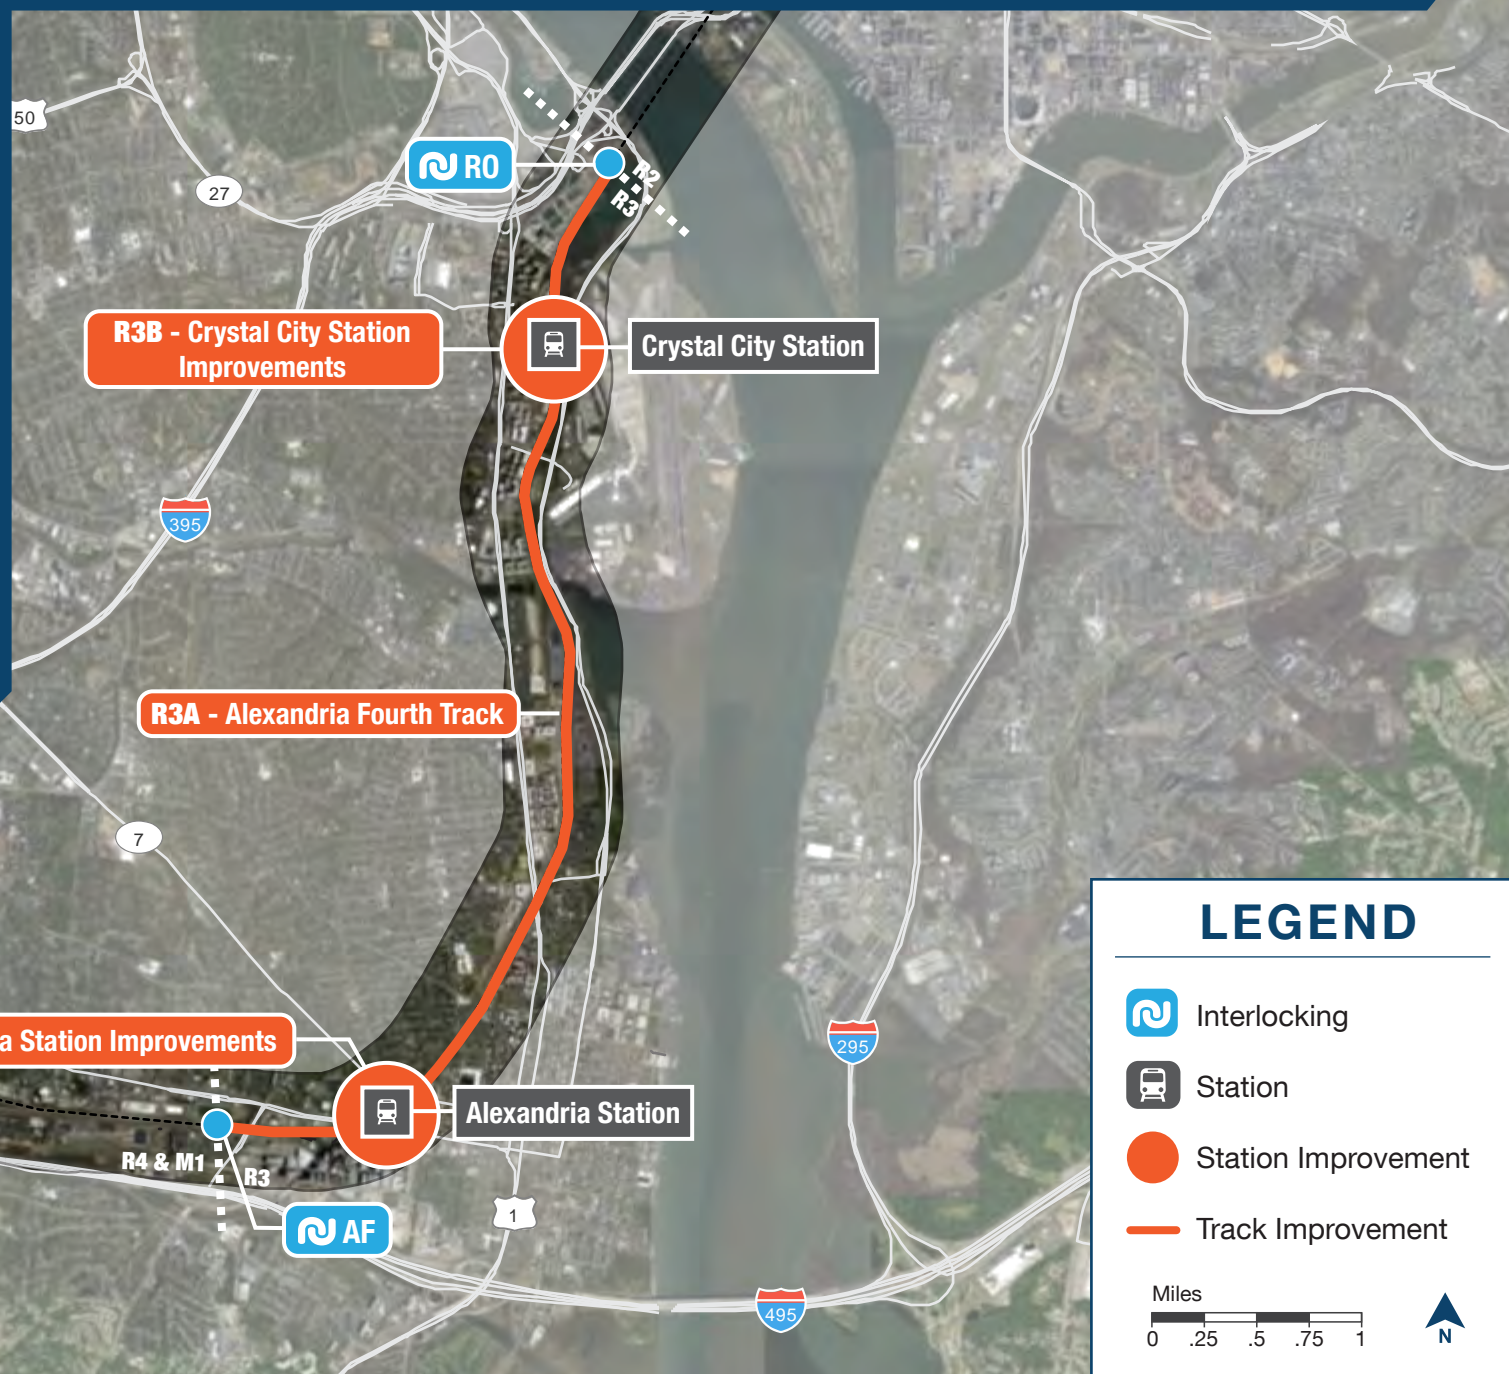 50
27
RO
R2
R3
R3B - Crystal City Station
Improvements
Crystal City Station
395
R3A - Alexandria Fourth Track
7
a Station Improvements
Alexandria Station
R4 & M1
R3
AF
1
295
495
LEGEND
Interlocking
Station
Station Improvement
Track Improvement
Miles
0 .25 .5 .75 1
N